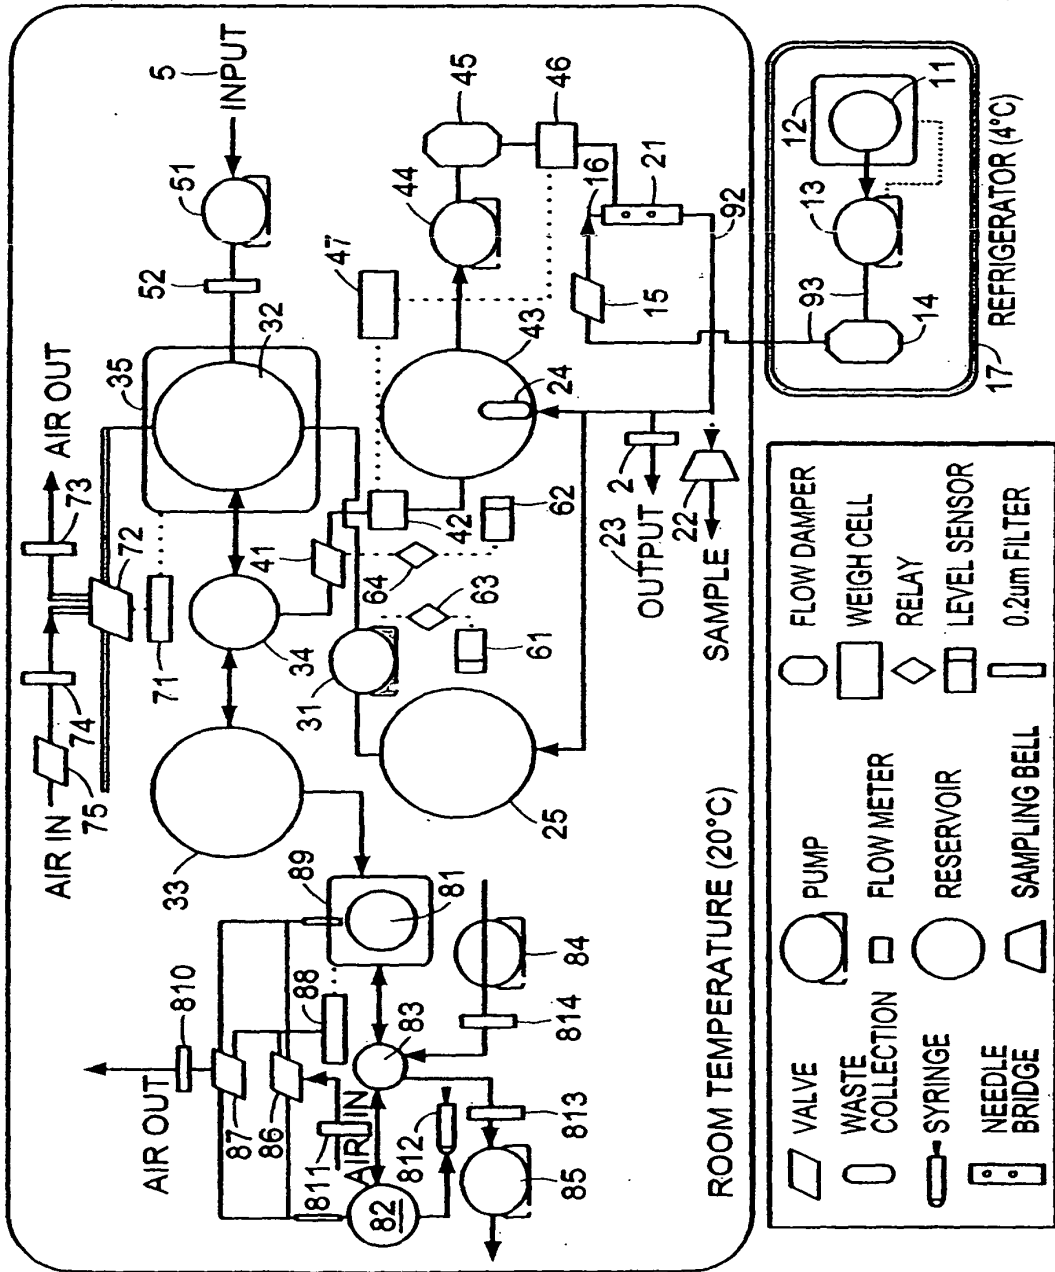 AIR OUT
810
87
86
811
AIR IN
88
89
81
82
83
812
813
814
84
85
AIR IN
75
74
73
AIR OUT
72
71
35
33
34
32
52
51
5
INPUT
31
41
42
47
64
63
61
62
25
24
43
44
45
46
16
21
15
92
2
23
OUTPUT
22
SAMPLE
ROOM TEMPERATURE (20°C)
12
11
13
93
14
17
REFRIGERATOR (4°C)
VALVE
WASTE
COLLECTION
SYRINGE
NEEDLE
BRIDGE
PUMP
FLOW METER
RESERVOIR
SAMPLING BELL
FLOW DAMPER
WEIGH CELL
RELAY
LEVEL SENSOR
0.2um FILTER